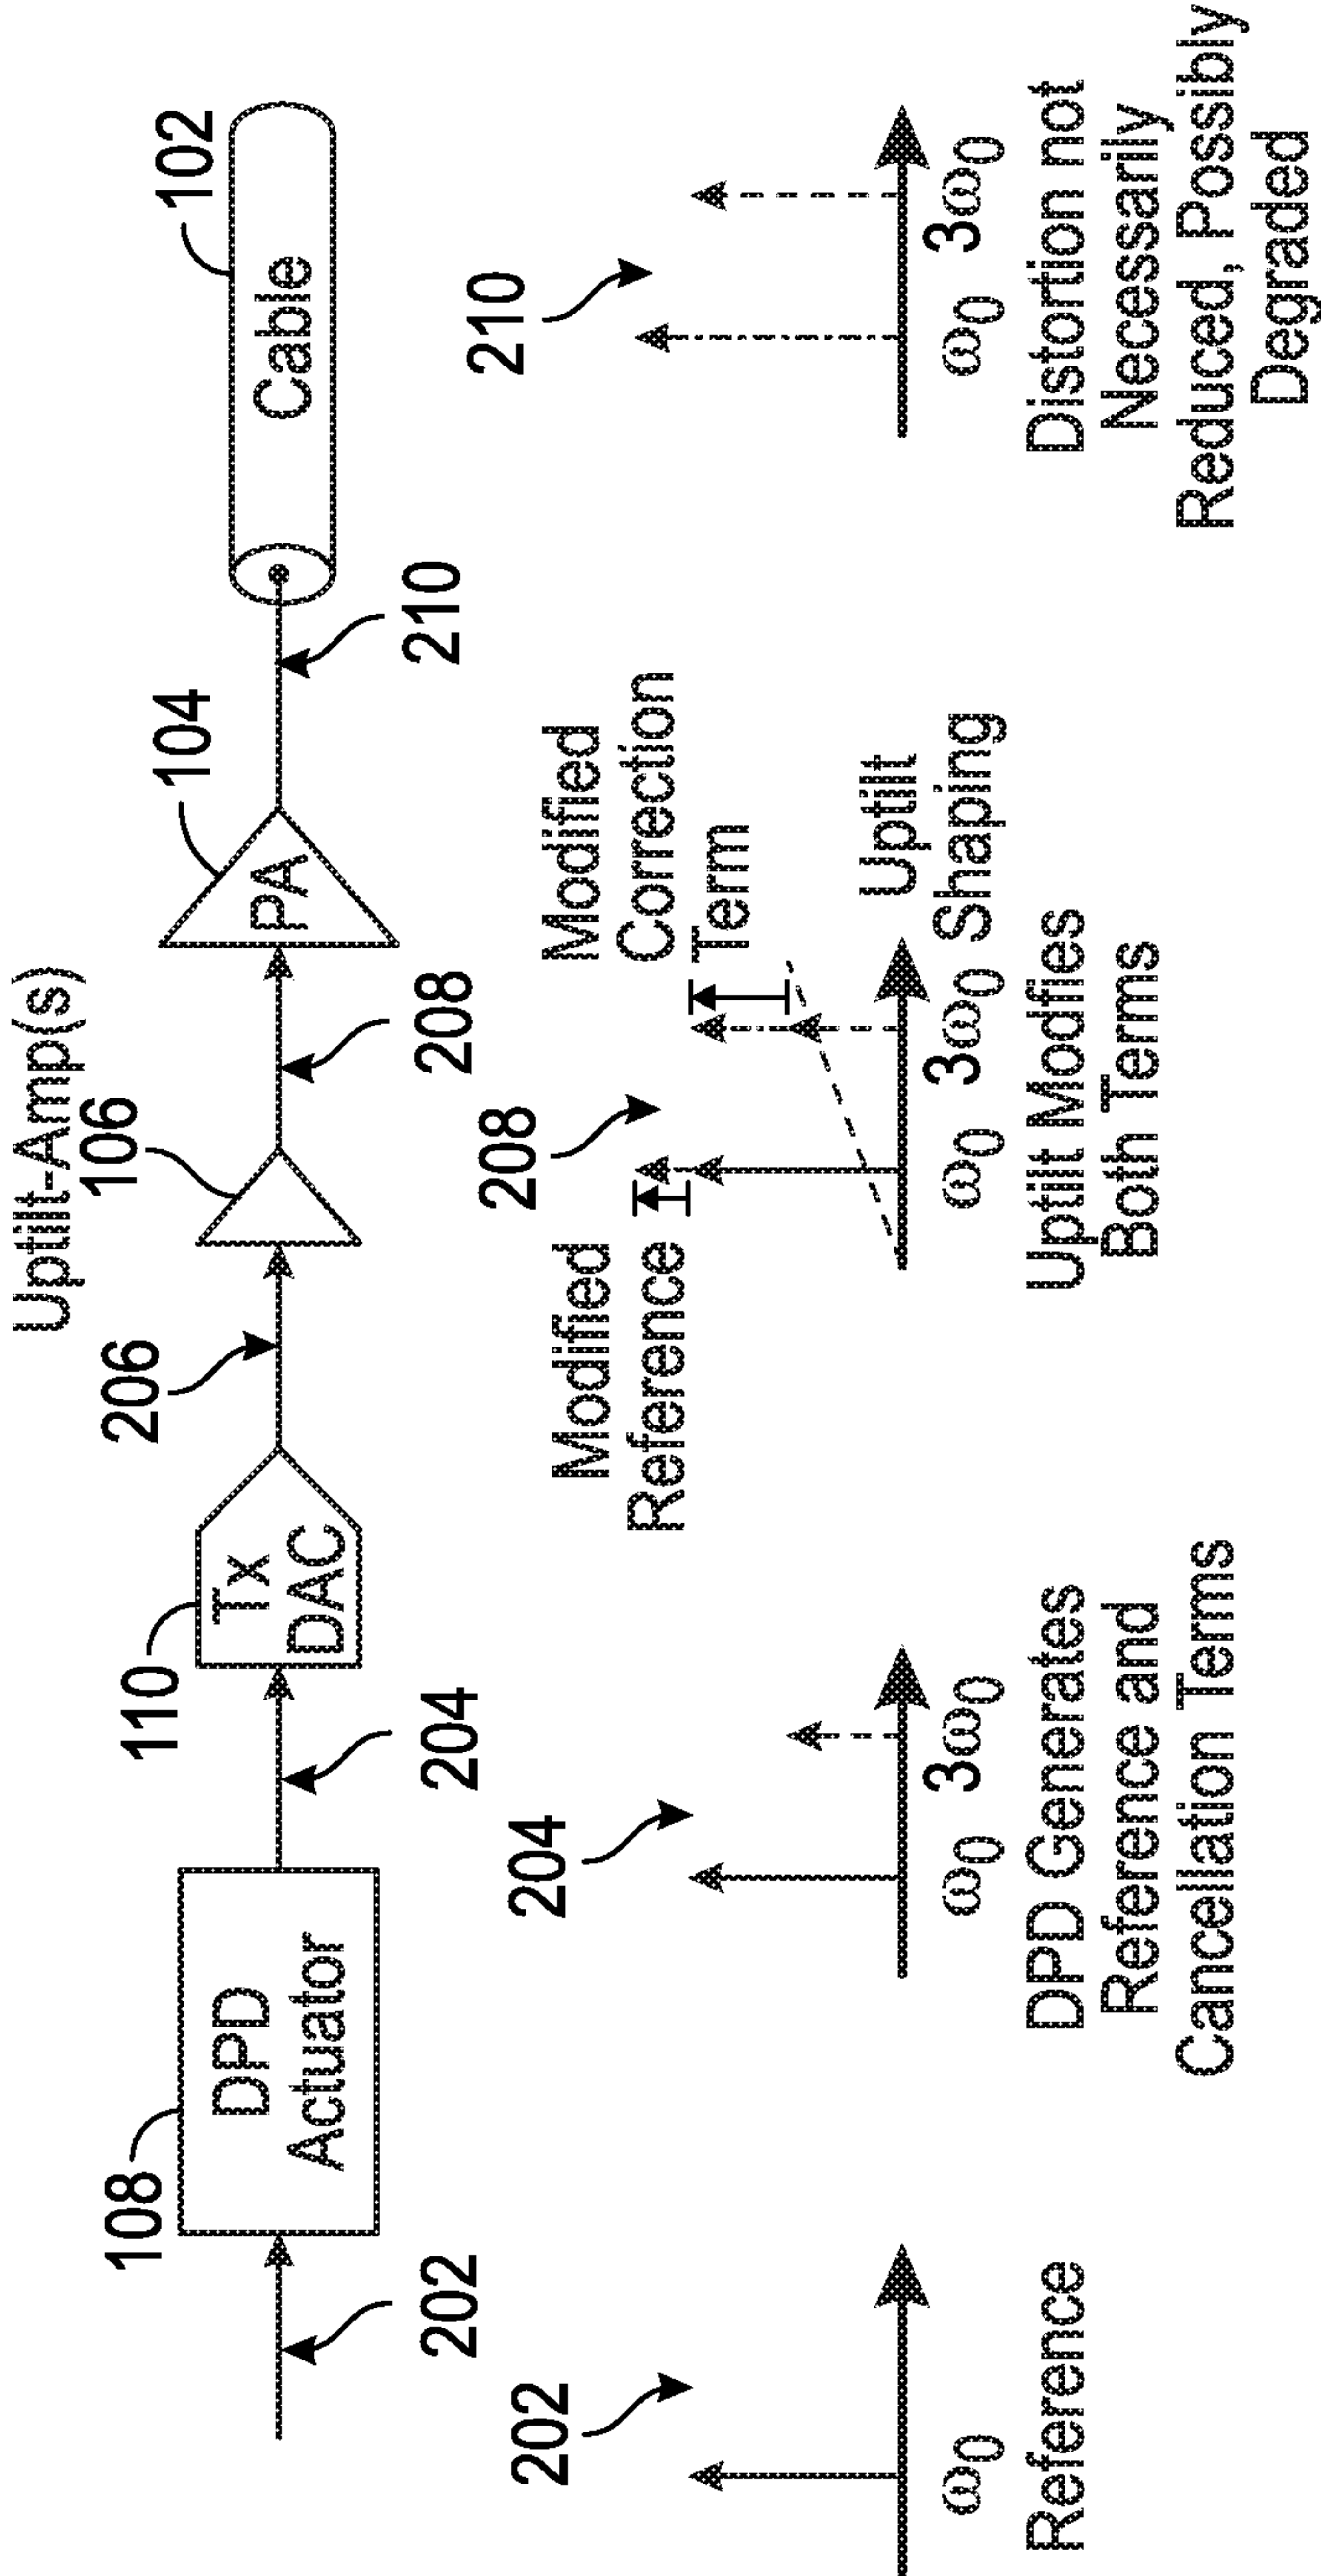 Uptilt-Amp(s)
108
110
206
106
104
102
DPD
Actuator
Tx
DAC
PA
Cable
202
204
208
210
202
204
208
210
Modified
Reference
Modified
Correction
Term
Uptilt
Shaping
ω0
ω0 3ω0
ω0 3ω0
ω0 3ω0
Reference
DPD Generates
Reference and
Cancellation Terms
Uptilt Modfies
Both Terms
Distortion not
Necessarily
Reduced, Possibly
Degraded